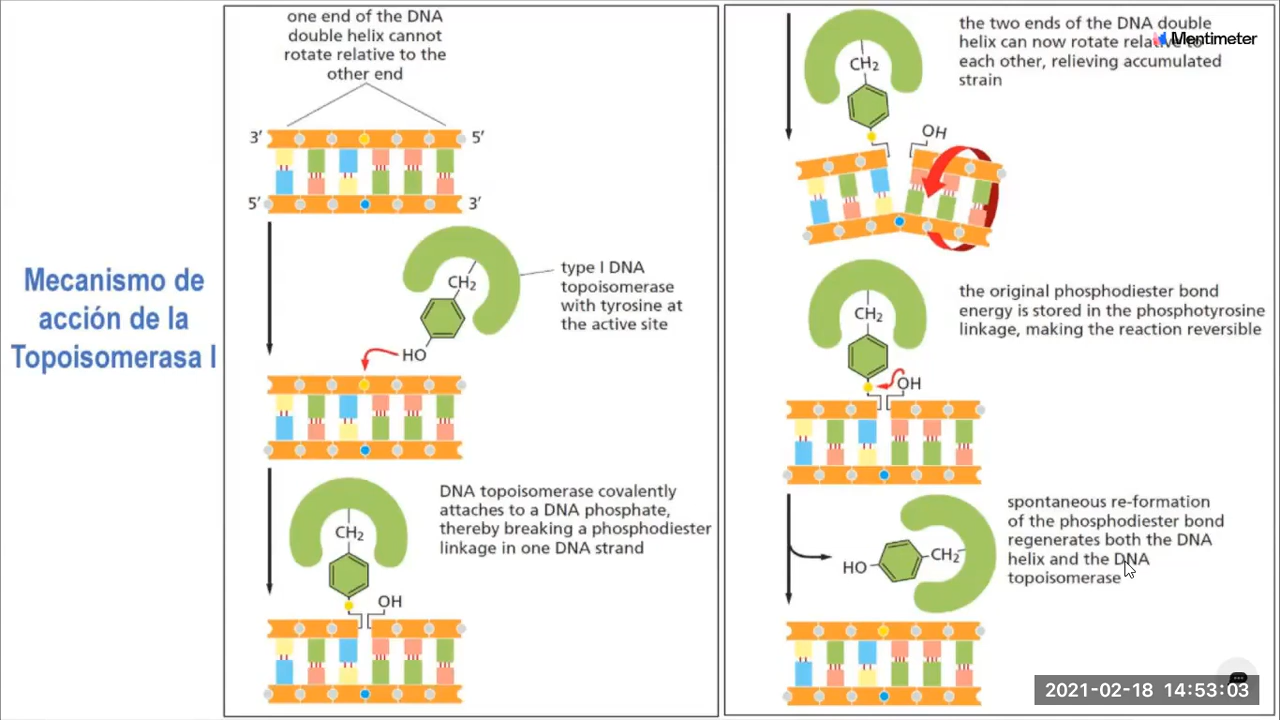 Mecanismo de
acción de la
Topoisomerasa I
one end of the DNA
double helix cannot
rotate relative to the
other end
3′
5′
5′
3′
CH2
HO
type I DNA
topoisomerase
with tyrosine at
the active site
DNA topoisomerase covalently
attaches to a DNA phosphate,
thereby breaking a phosphodiester
linkage in one DNA strand
CH2
OH
the two ends of the DNA double
helix can now rotate relative to
each other, relieving accumulated
strain
Mentimeter
CH2
OH
the original phosphodiester bond
energy is stored in the phosphotyrosine
linkage, making the reaction reversible
CH2
OH
spontaneous re-formation
of the phosphodiester bond
regenerates both the DNA
helix and the DNA
topoisomerase
HO
CH2
2021-02-18 14:53:03